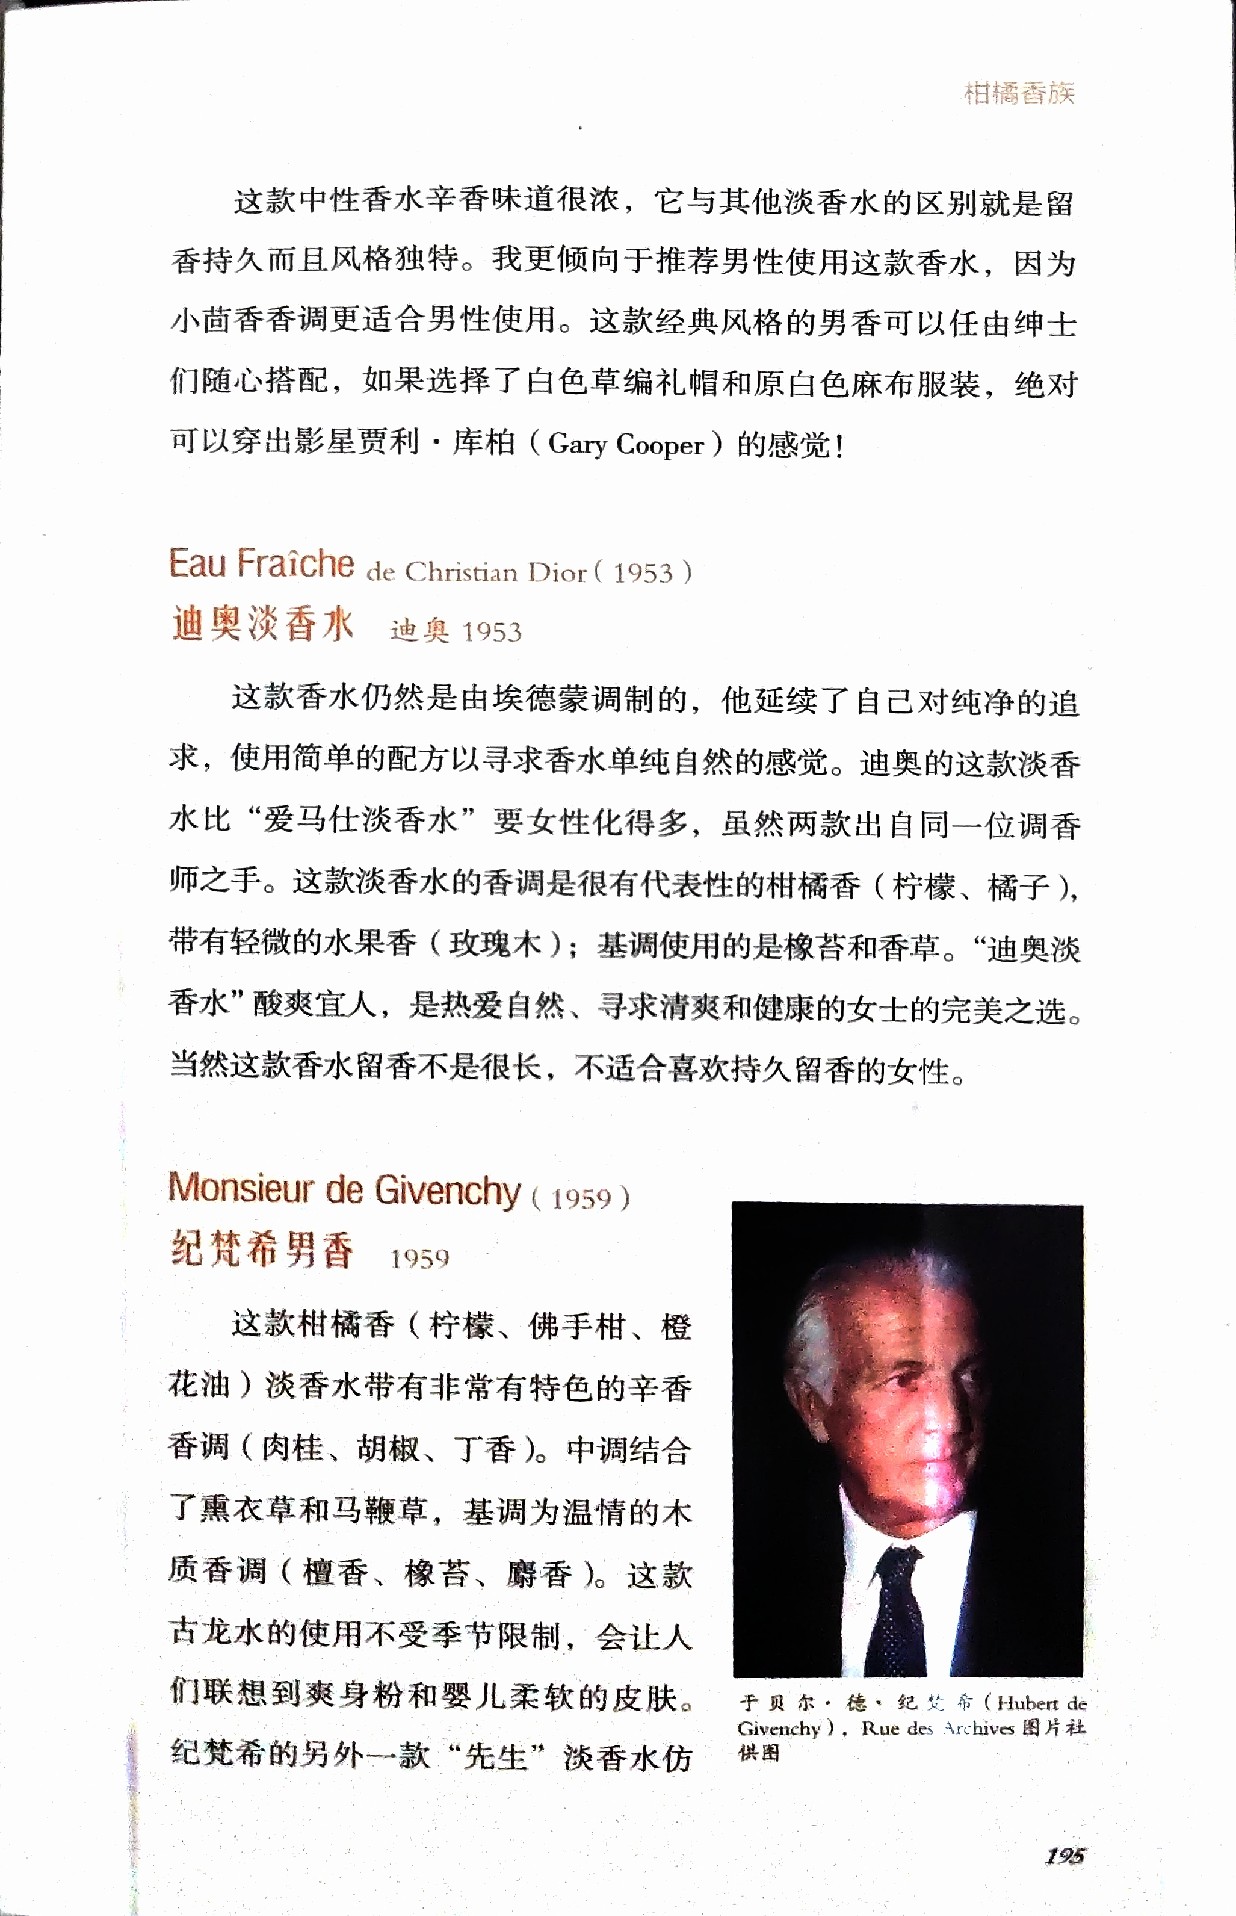 柑橘香族
这款中性香水辛香味道很浓，它与其他淡香水的区别就是留
香持久而且风格独特。我更倾向于推荐男性使用这款香水，因为
小茴香香调更适合男性使用。这款经典风格的男香可以任由绅士
们随心搭配，如果选择了白色草编礼帽和原白色麻布服装，绝对
可以穿出影星贾利·库柏（Gary Cooper）的感觉！
Eau Fraîche de Christian Dior（1953）
迪奥淡香水 迪奥 1953
这款香水仍然是由埃德蒙调制的，他延续了自己对纯净的追
求，使用简单的配方以寻求香水单纯自然的感觉。迪奥的这款淡香
水比“爱马仕淡香水”要女性化得多，虽然两款出自同一位调香
师之手。这款淡香水的香调是很有代表性的柑橘香（柠檬、橘子），
带有轻微的水果香（玫瑰木）；基调使用的是橡苔和香草。“迪奥淡
香水”酸爽宜人，是热爱自然、寻求清爽和健康的女士的完美之选。
当然这款香水留香不是很长，不适合喜欢持久留香的女性。
Monsieur de Givenchy（1959）
纪梵希男香 1959
这款柑橘香（柠檬、佛手柑、橙
花油）淡香水带有非常有特色的辛香
香调（肉桂、胡椒、丁香）。中调结合
了薰衣草和马鞭草，基调为温情的木
质香调（檀香、橡苔、麝香）。这款
古龙水的使用不受季节限制，会让人
们联想到爽身粉和婴儿柔软的皮肤。
纪梵希的另外一款“先生”淡香水仿
于贝尔·德·纪梵希（Hubert de
Givenchy），Rue des Archives 图片社
供图
195